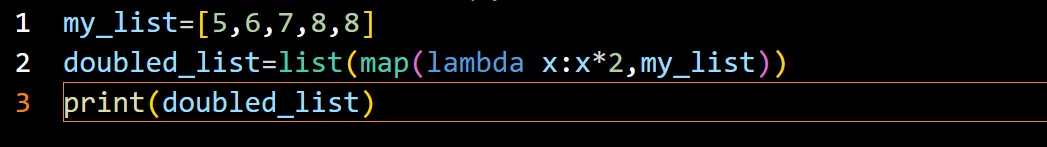 1 my_list=[5,6,7,8,8]
2 doubled_list=list(map(lambda x:x*2,my_list))
3 print(doubled_list)